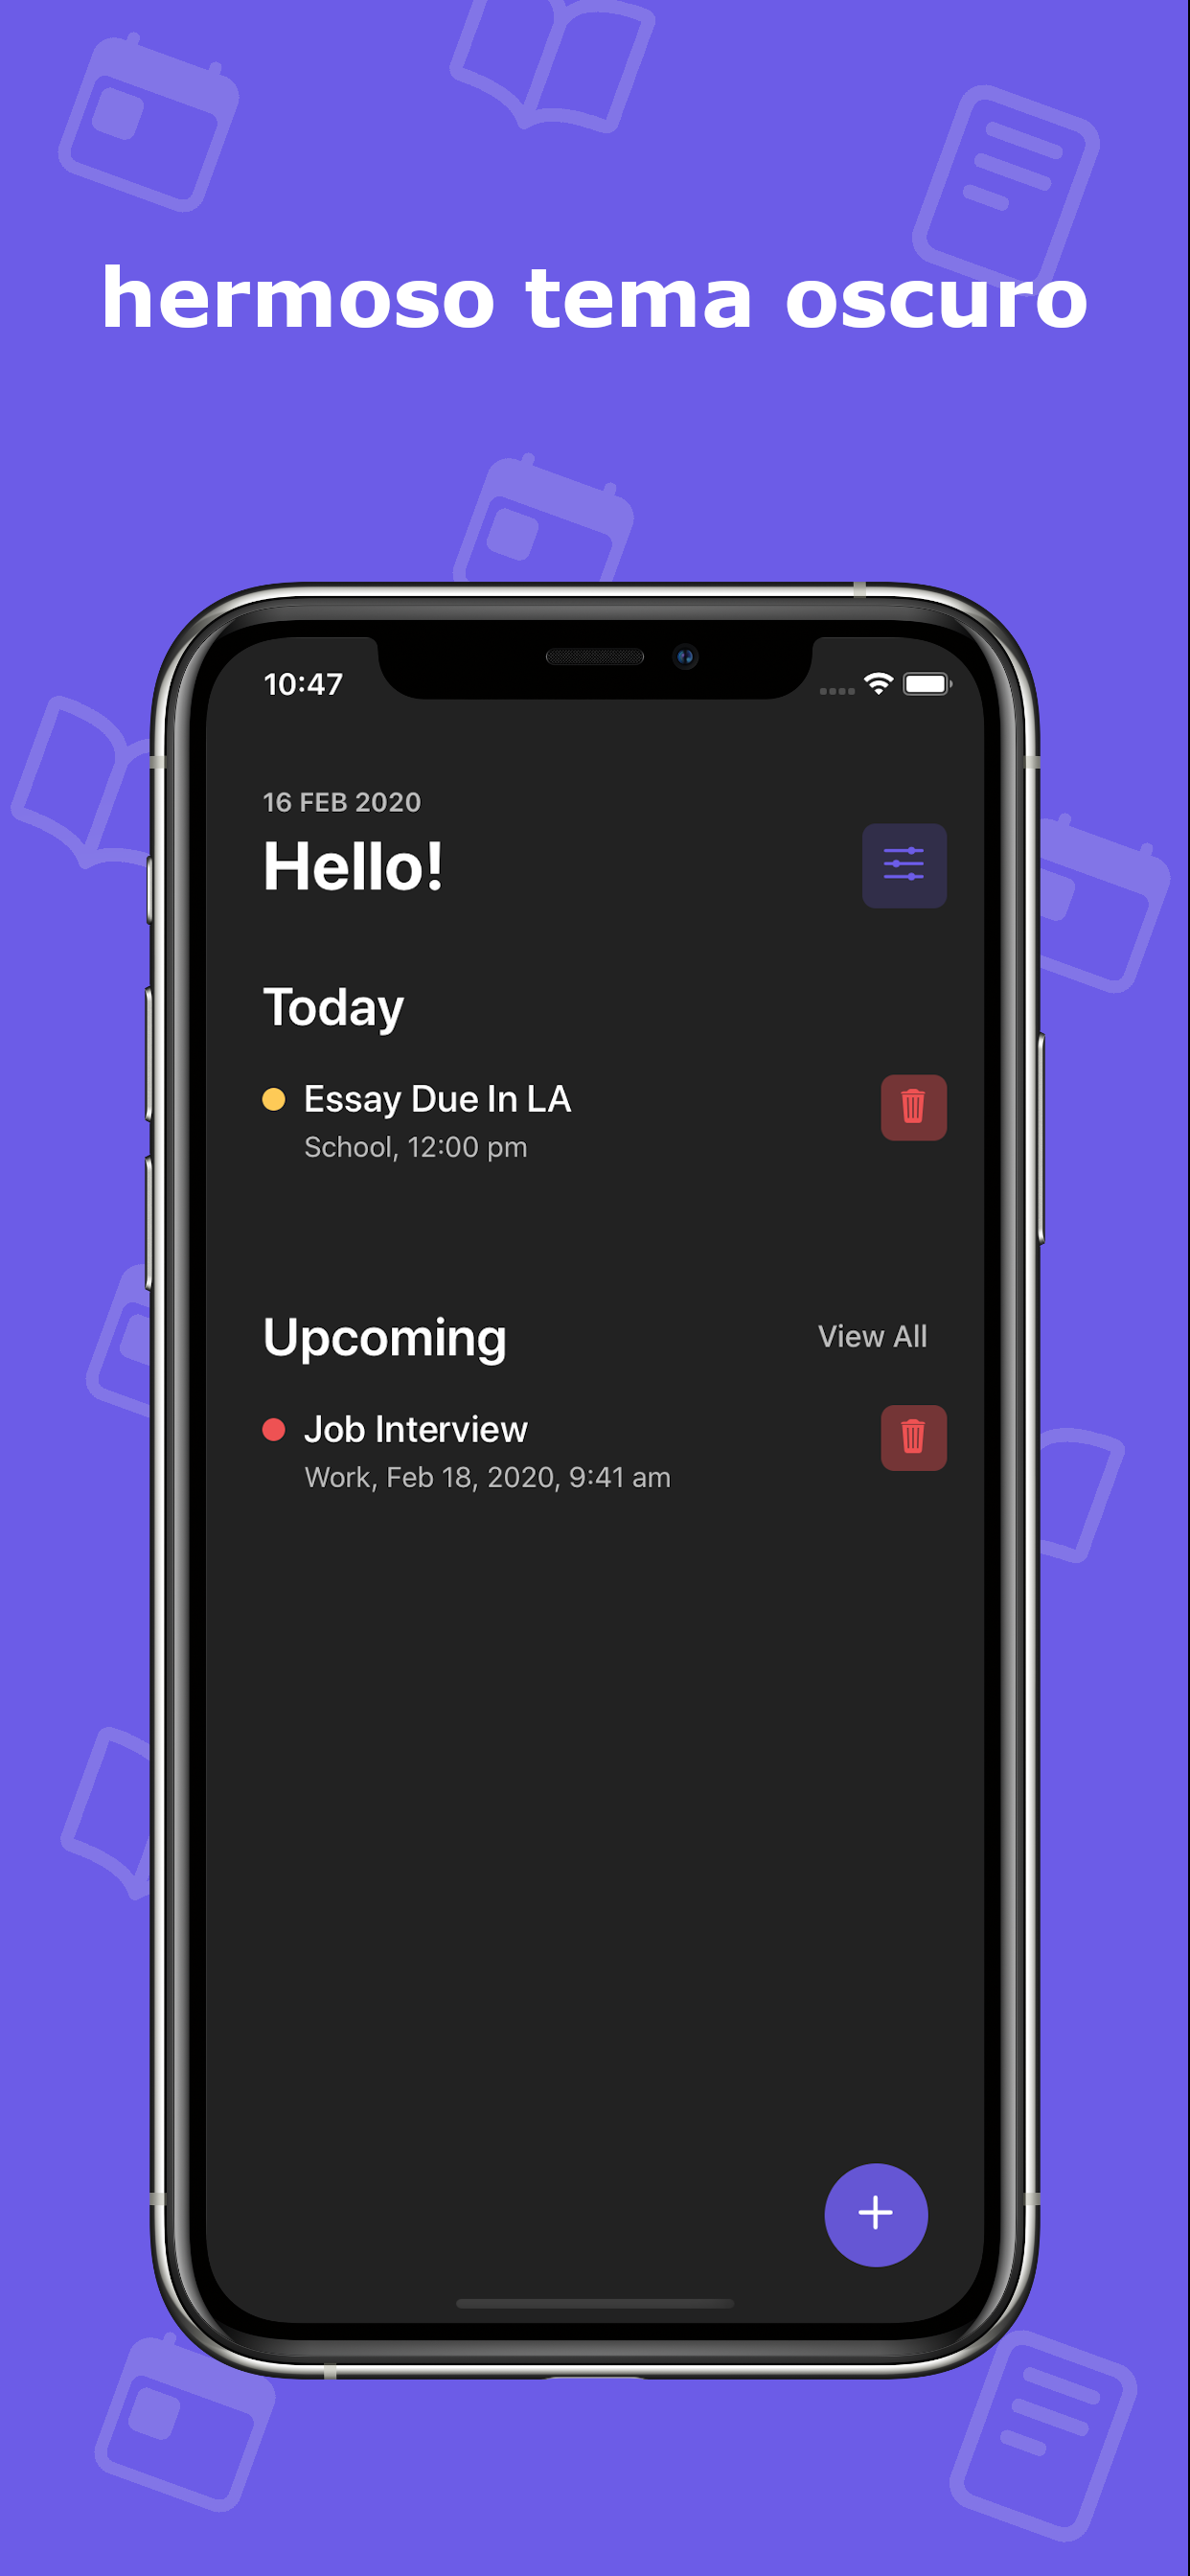 hermoso tema oscuro
10:47
16 FEB 2020
Hello!
Today
Essay Due In LA
School, 12:00 pm
Upcoming
View All
Job Interview
Work, Feb 18, 2020, 9:41 am